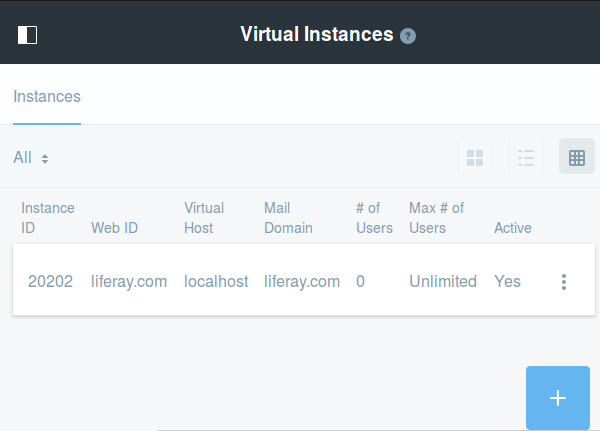 Virtual Instances ?
Instances
All
Instance ID Web ID Virtual Host Mail Domain # of Users Max # of Users Active
20202 liferay.com localhost liferay.com 0 Unlimited Yes
+